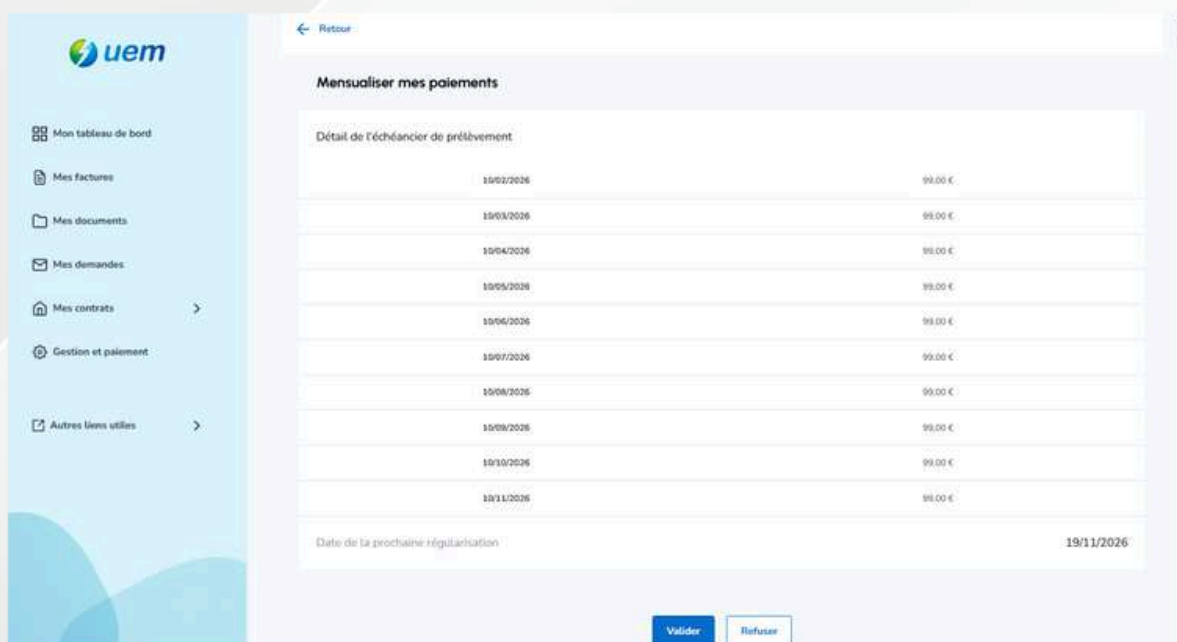 uem
Mon tableau de bord
Mes factures
Mes documents
Mes demandes
Mes contrats
Gestion et paiement
Autres liens utiles
Retour
Mensualiser mes paiements
Détail de l'échéancier de prélèvement
10/02/2026 99,00 €
10/03/2026 99,00 €
10/04/2026 99,00 €
10/05/2026 99,00 €
10/06/2026 99,00 €
10/07/2026 99,00 €
10/08/2026 99,00 €
10/09/2026 99,00 €
10/10/2026 99,00 €
10/11/2026 99,00 €
Date de la prochaine régularisation 19/11/2026
Valider Refuser